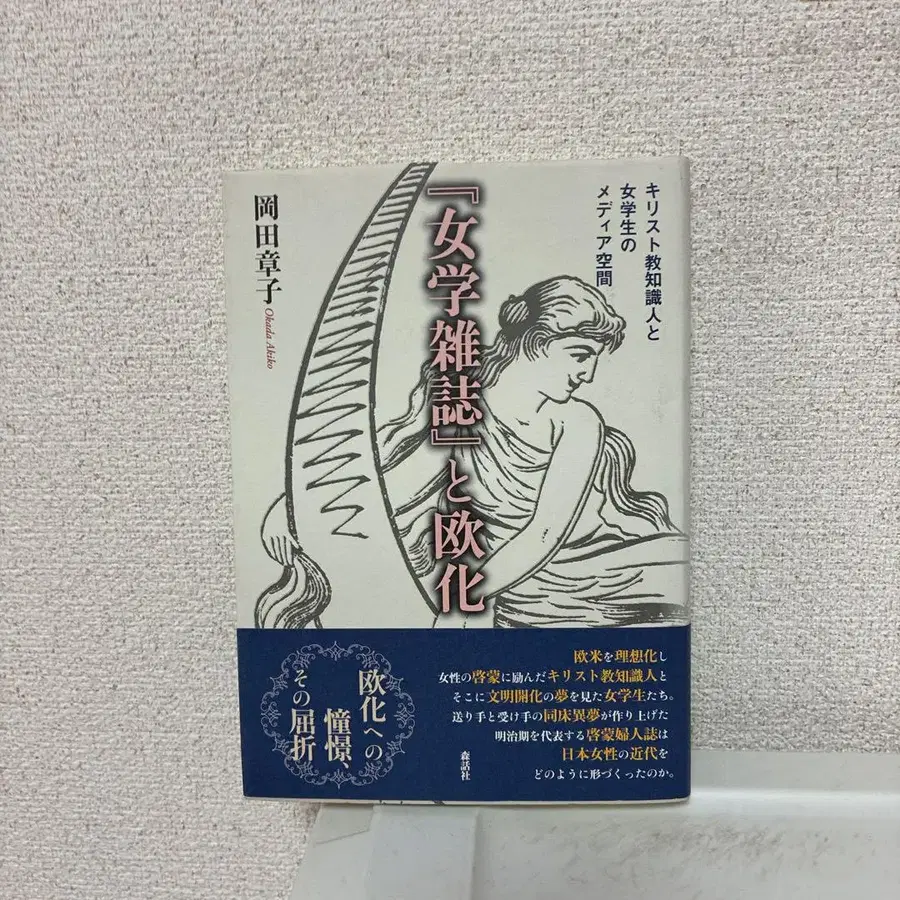 キリスト教知識人と
女学生の
メディア空間
『女学雑誌』と欧化
岡田章子
Okada Akiko
欧米を理想化し
女性の啓蒙に励んだキリスト教知識人と
そこに文明開化の夢を見た女学生たち。
送り手と受け手の同床異夢が作り上げた
明治期を代表する啓蒙婦人誌は
日本女性の近代を
どのように形づくったのか。
森話社
欧化への
憧憬、
その屈折